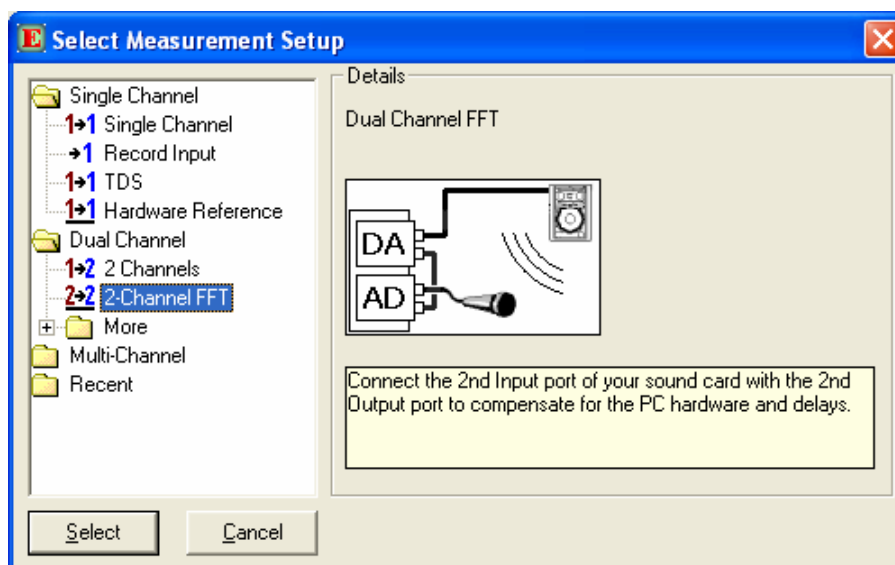 E Select Measurement Setup
Single Channel
1→1 Single Channel
→1 Record Input
1→1 TDS
1→1 Hardware Reference
Dual Channel
1→2 2 Channels
2→2 2-Channel FFT
More
Multi-Channel
Recent
Select
Cancel
Details
Dual Channel FFT
DA
AD
Connect the 2nd Input port of your sound card with the 2nd
Output port to compensate for the PC hardware and delays.